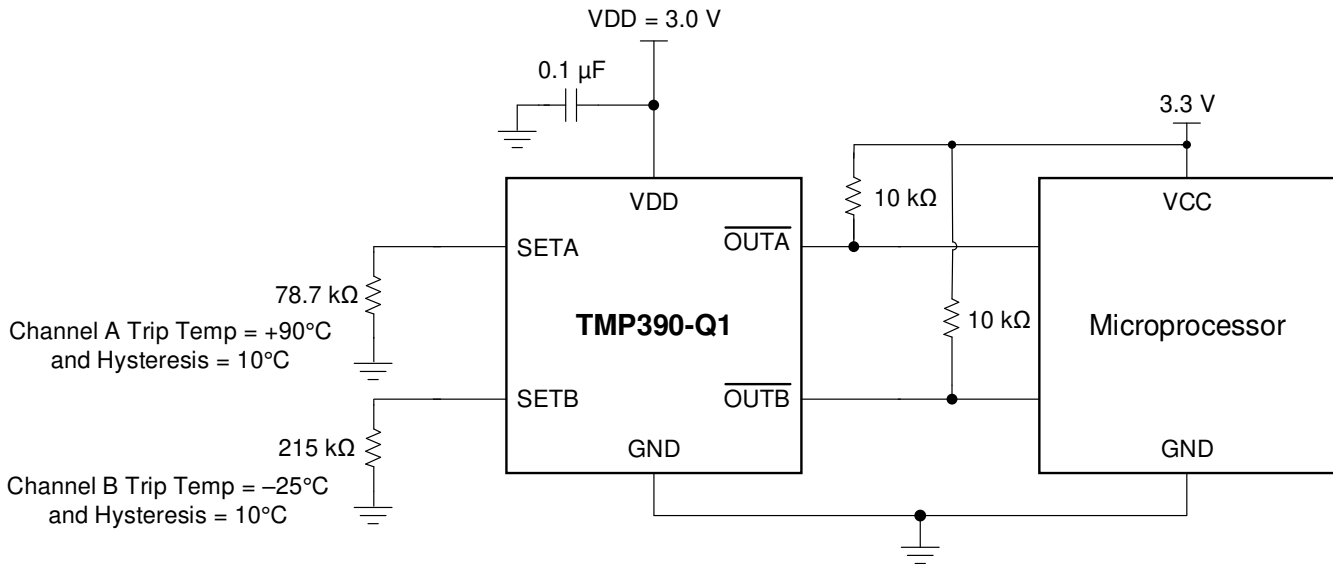 VDD = 3.0 V
0.1 µF
3.3 V
VDD
10 kΩ
VCC
SETA
OUTA
78.7 kΩ
Channel A Trip Temp = +90°C
and Hysteresis = 10°C
TMP390-Q1
10 kΩ
Microprocessor
SETB
OUTB
215 kΩ
GND
GND
Channel B Trip Temp = –25°C
and Hysteresis = 10°C